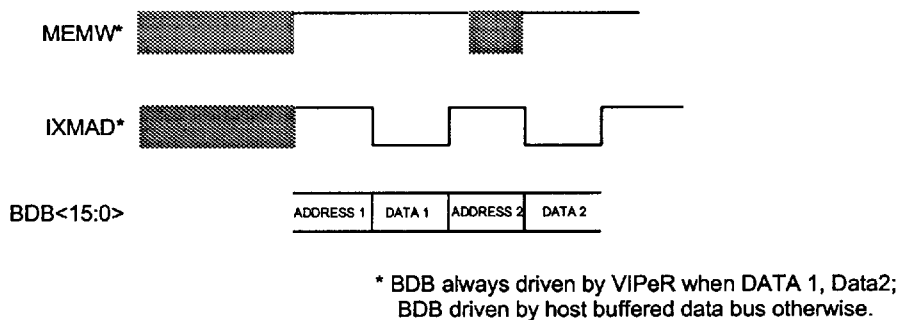 MEMW*
IXMAD*
BDB<15:0>
ADDRESS 1 DATA 1 ADDRESS 2 DATA 2
* BDB always driven by VIPeR when DATA 1, Data2;
BDB driven by host buffered data bus otherwise.